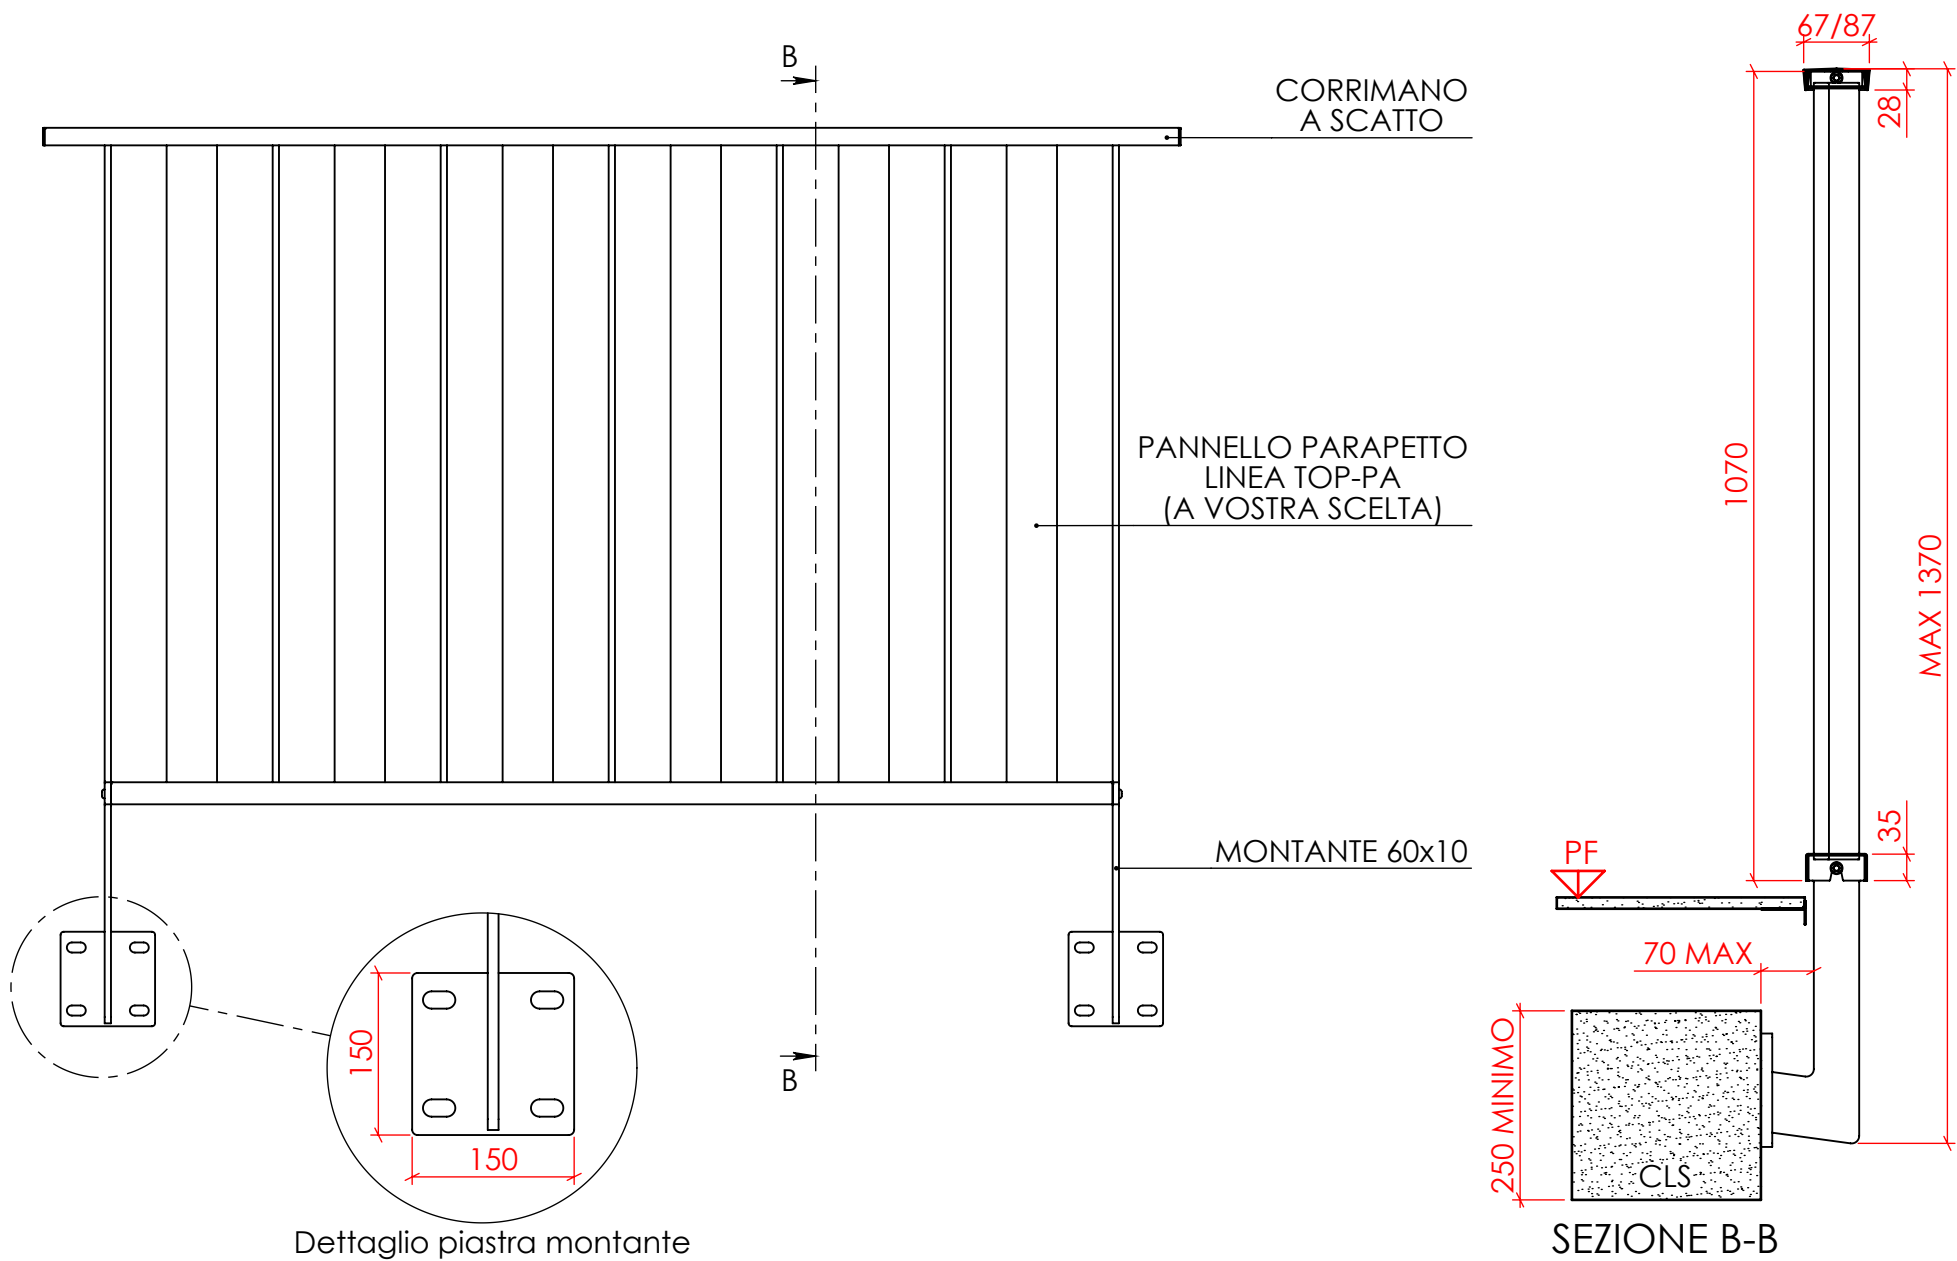 B
CORRIMANO
A SCATTO
PANNELLO PARAPETTO
LINEA TOP-PA
(A VOSTRA SCELTA)
MONTANTE 60x10
B
150
150
Dettaglio piastra montante
67/87
28
1070
MAX 1370
35
PF
70 MAX
250 MINIMO
CLS
SEZIONE B-B